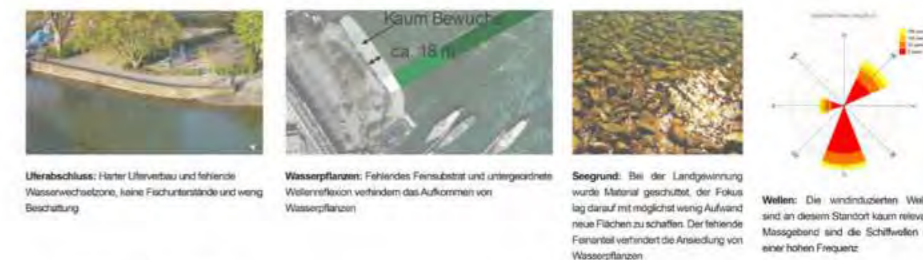 Kaum Bewuchs
ca. 18 m
Uferabschluss: Harter Uferverbau und fehlende
Wasserwechselzone, keine Fischunterstände und wenig
Beschattung
Wasserpflanzen: Fehlendes Feinsubstrat und untergeordnete
Wellenreflexion verhindern das Aufkommen von
Wasserpflanzen
Seegrund: Bei der Landgewinnung
wurde Material geschüttet, der Fokus
lag darauf mit möglichst wenig Aufwand
neue Flächen zu schaffen. Der fehlende
Feinanteil verhindert die Ansiedlung von
Wasserpflanzen
Wellen: Die windinduzierten Well
sind an diesem Standort kaum releva
Massgebend sind die Schiffwellen
einer hohen Frequenz